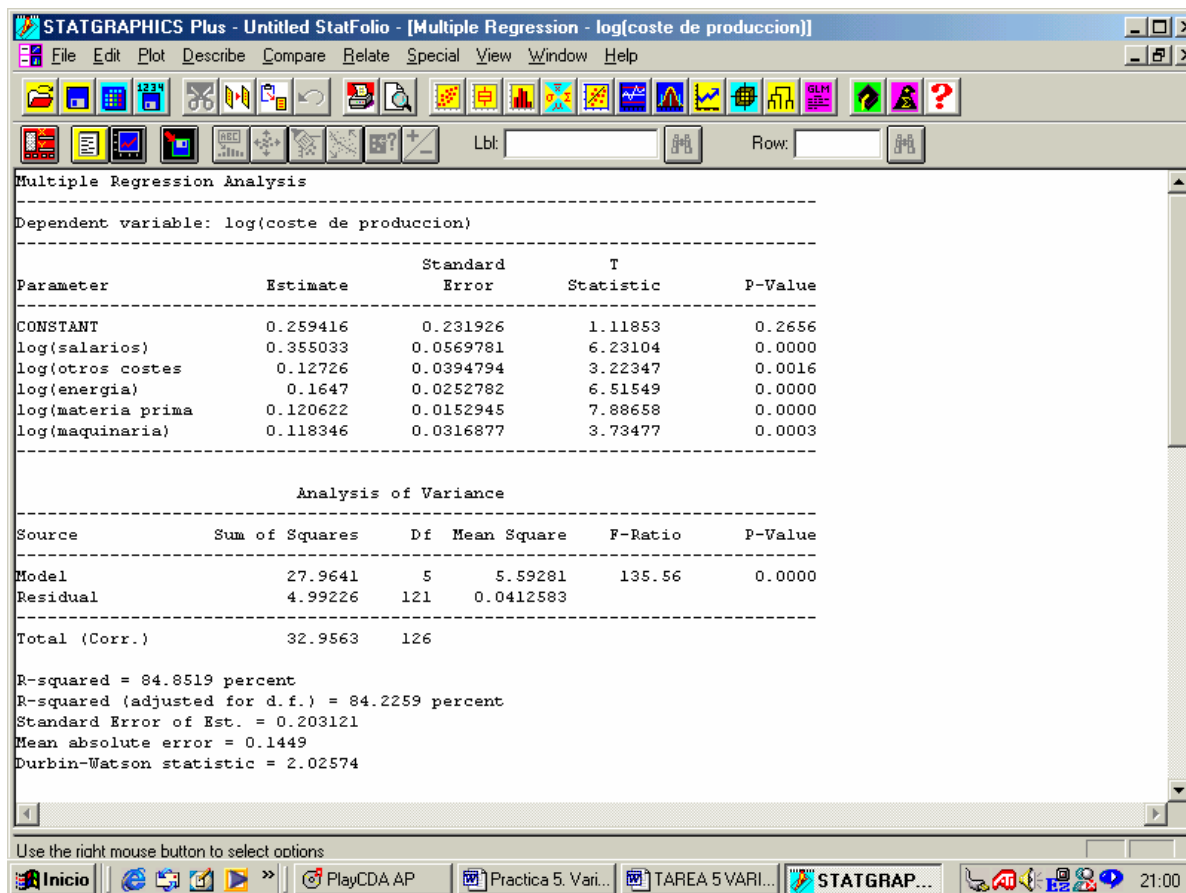 STATGRAPHICS Plus - Untitled StatFolio - [Multiple Regression - log(coste de produccion)]
File Edit Plot Describe Compare Relate Special View Window Help
Lbl: Row:
Multiple Regression Analysis
Dependent variable: log(coste de produccion)
Standard T
Parameter Estimate Error Statistic P-Value
CONSTANT 0.259416 0.231926 1.11853 0.2656
log(salarios) 0.355033 0.0569781 6.23104 0.0000
log(otros costes 0.12726 0.0394794 3.22347 0.0016
log(energia) 0.1647 0.0252782 6.51549 0.0000
log(materia prima 0.120622 0.0152945 7.88658 0.0000
log(maquinaria) 0.118346 0.0316877 3.73477 0.0003
Analysis of Variance
Source Sum of Squares Df Mean Square F-Ratio P-Value
Model 27.9641 5 5.59281 135.56 0.0000
Residual 4.99226 121 0.0412583
Total (Corr.) 32.9563 126
R-squared = 84.8519 percent
R-squared (adjusted for d.f.) = 84.2259 percent
Standard Error of Est. = 0.203121
Mean absolute error = 0.1449
Durbin-Watson statistic = 2.02574
Use the right mouse button to select options
Inicio » PlayCDA AP Practica 5. Vari... TAREA 5 VARI... STATGRAP... 21:00